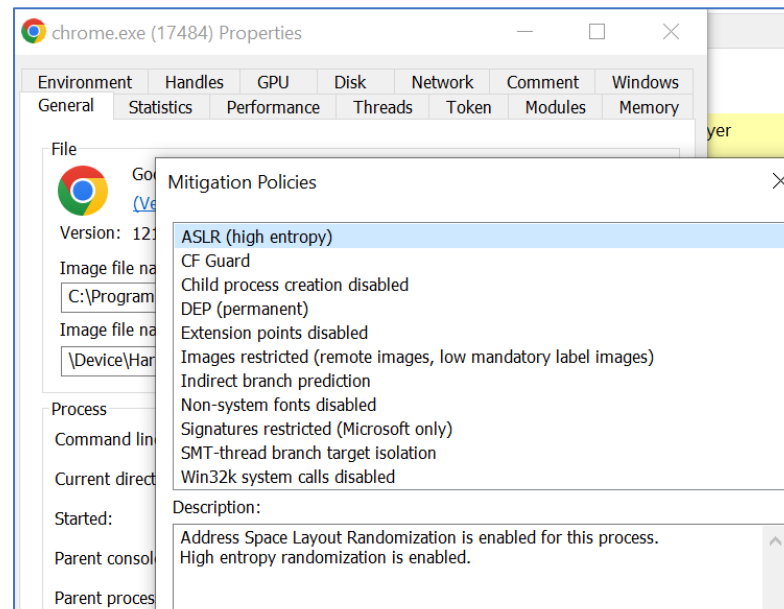 chrome.exe (17484) Properties
Environment Handles GPU Disk Network Comment Windows
General Statistics Performance Threads Token Modules Memory
yer
File
Goo
(Ve
Version: 121
Image file na
C:\Program
Image file na
\Device\Har
Process
Command lin
Current direct
Started:
Parent consol
Parent proces
Mitigation Policies
ASLR (high entropy)
CF Guard
Child process creation disabled
DEP (permanent)
Extension points disabled
Images restricted (remote images, low mandatory label images)
Indirect branch prediction
Non-system fonts disabled
Signatures restricted (Microsoft only)
SMT-thread branch target isolation
Win32k system calls disabled
Description:
Address Space Layout Randomization is enabled for this process.
High entropy randomization is enabled.